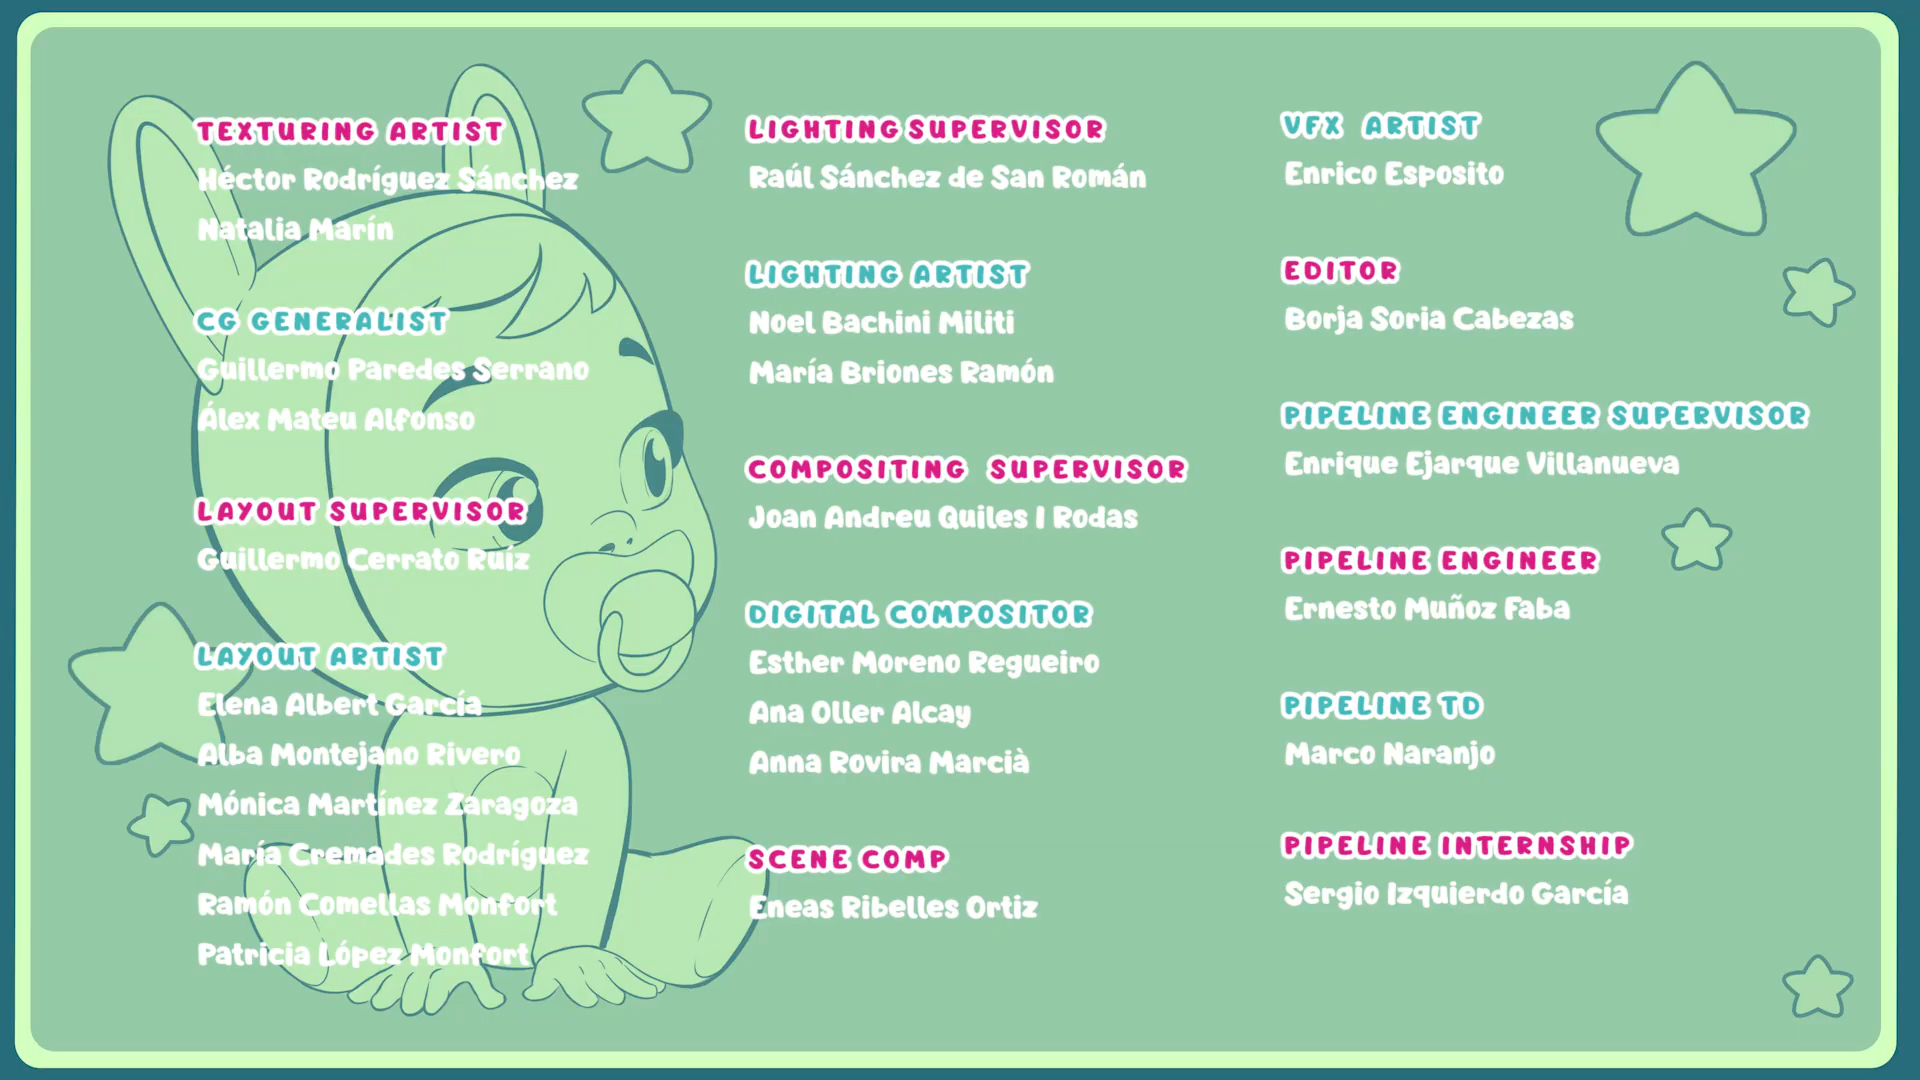 TEXTURING ARTIST
Héctor Rodríguez Sánchez
Natalia Marín
CG GENERALIST
Guillermo Paredes Serrano
Álex Mateu Alfonso
LAYOUT SUPERVISOR
Guillermo Cerrato Ruíz
LAYOUT ARTIST
Elena Albert García
Alba Montejano Rivero
Mónica Martínez Zaragoza
María Cremades Rodríguez
Ramón Comellas Monfort
Patricia López Monfort
LIGHTING SUPERVISOR
Raúl Sánchez de San Román
LIGHTING ARTIST
Noel Bachini Militi
María Briones Ramón
COMPOSITING SUPERVISOR
Joan Andreu Quiles I Rodas
DIGITAL COMPOSITOR
Esther Moreno Regueiro
Ana Oller Alcay
Anna Rovira Marcià
SCENE COMP
Eneas Ribelles Ortiz
VFX ARTIST
Enrico Esposito
EDITOR
Borja Soria Cabezas
PIPELINE ENGINEER SUPERVISOR
Enrique Ejarque Villanueva
PIPELINE ENGINEER
Ernesto Muñoz Faba
PIPELINE TD
Marco Naranjo
PIPELINE INTERNSHIP
Sergio Izquierdo García